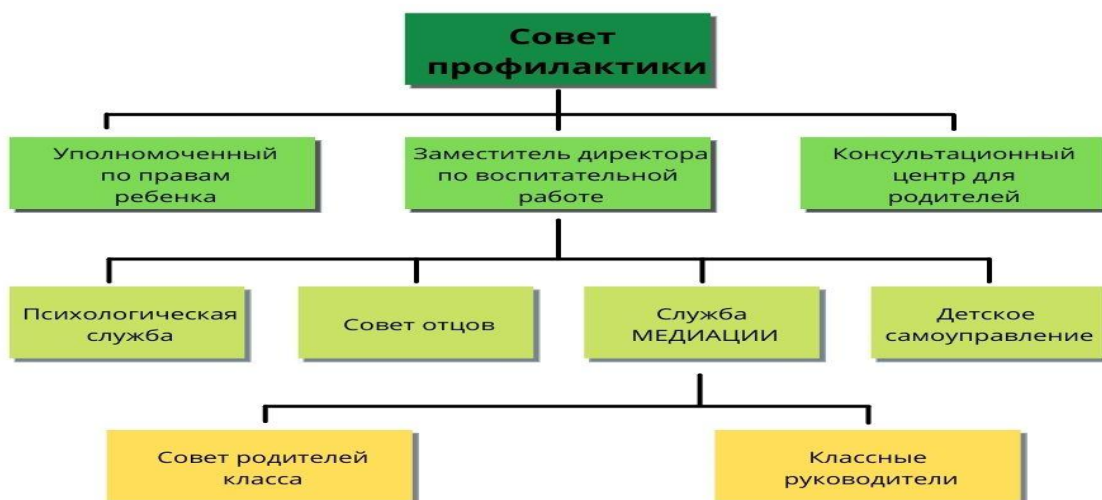 Совет
профилактики
Уполномоченный
по правам
ребенка
Заместитель директора
по воспитательной
работе
Консультационный
центр для
родителей
Психологическая
служба
Совет отцов
Служба
МЕДИАЦИИ
Детское
самоуправление
Совет родителей
класса
Классные
руководители